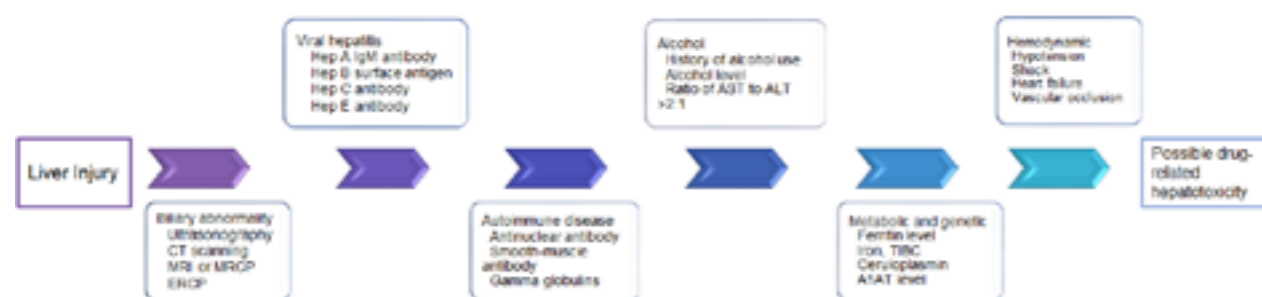 Liver Injury
Biliary abnormality
Ultrasonography
CT scanning
MRI or MRCP
ERCP
Viral hepatitis
Hep A IgM antibody
Hep B surface antigen
Hep C antibody
Hep E antibody
Autoimmune disease
Antinuclear antibody
Smooth-muscle
antibody
Gamma globulins
Alcohol
History of alcohol use
Alcohol level
Ratio of AST to ALT
>2:1
Metabolic and genetic
Ferritin level
Iron, TIBC
Ceruloplasmin
A1AT level
Hemodynamic
Hypotension
Shock
Heart failure
Vascular occlusion
Possible drug-
related
hepatotoxicity